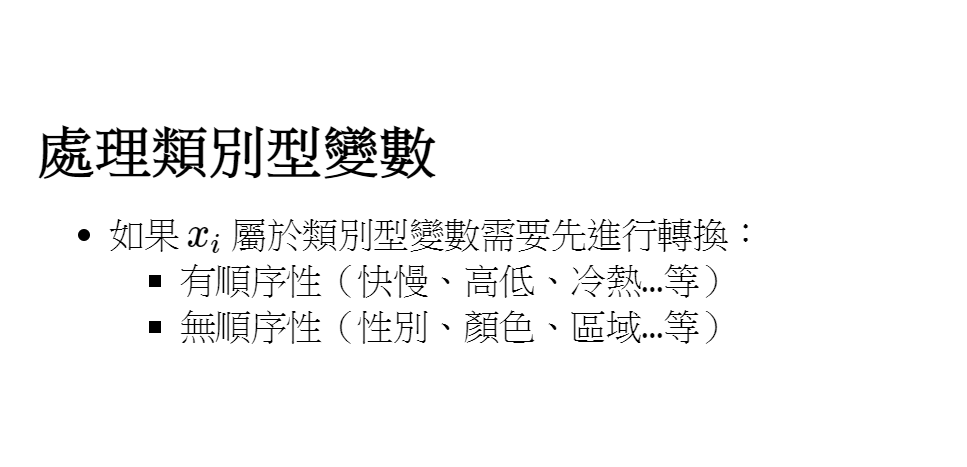 處理類別型變數
如果 xᵢ 屬於類別型變數需要先進行轉換：
有順序性（快慢、高低、冷熱...等）
無順序性（性別、顏色、區域...等）